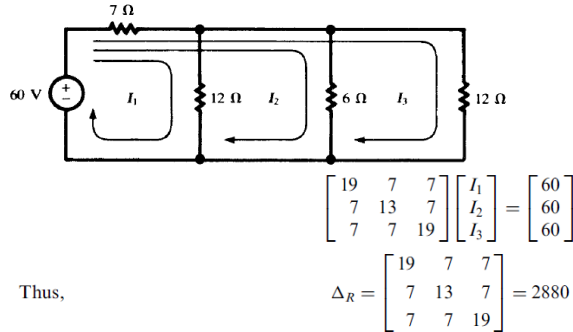 7 Ω
60 V
+
−
I₁
12 Ω
I₂
6 Ω
I₃
12 Ω
[ 19 7 7 ] [ I₁ ] [ 60 ]
[ 7 13 7 ] [ I₂ ] = [ 60 ]
[ 7 7 19 ] [ I₃ ] [ 60 ]
[ 19 7 7 ]
Thus, Δ_R = [ 7 13 7 ] = 2880
[ 7 7 19 ]